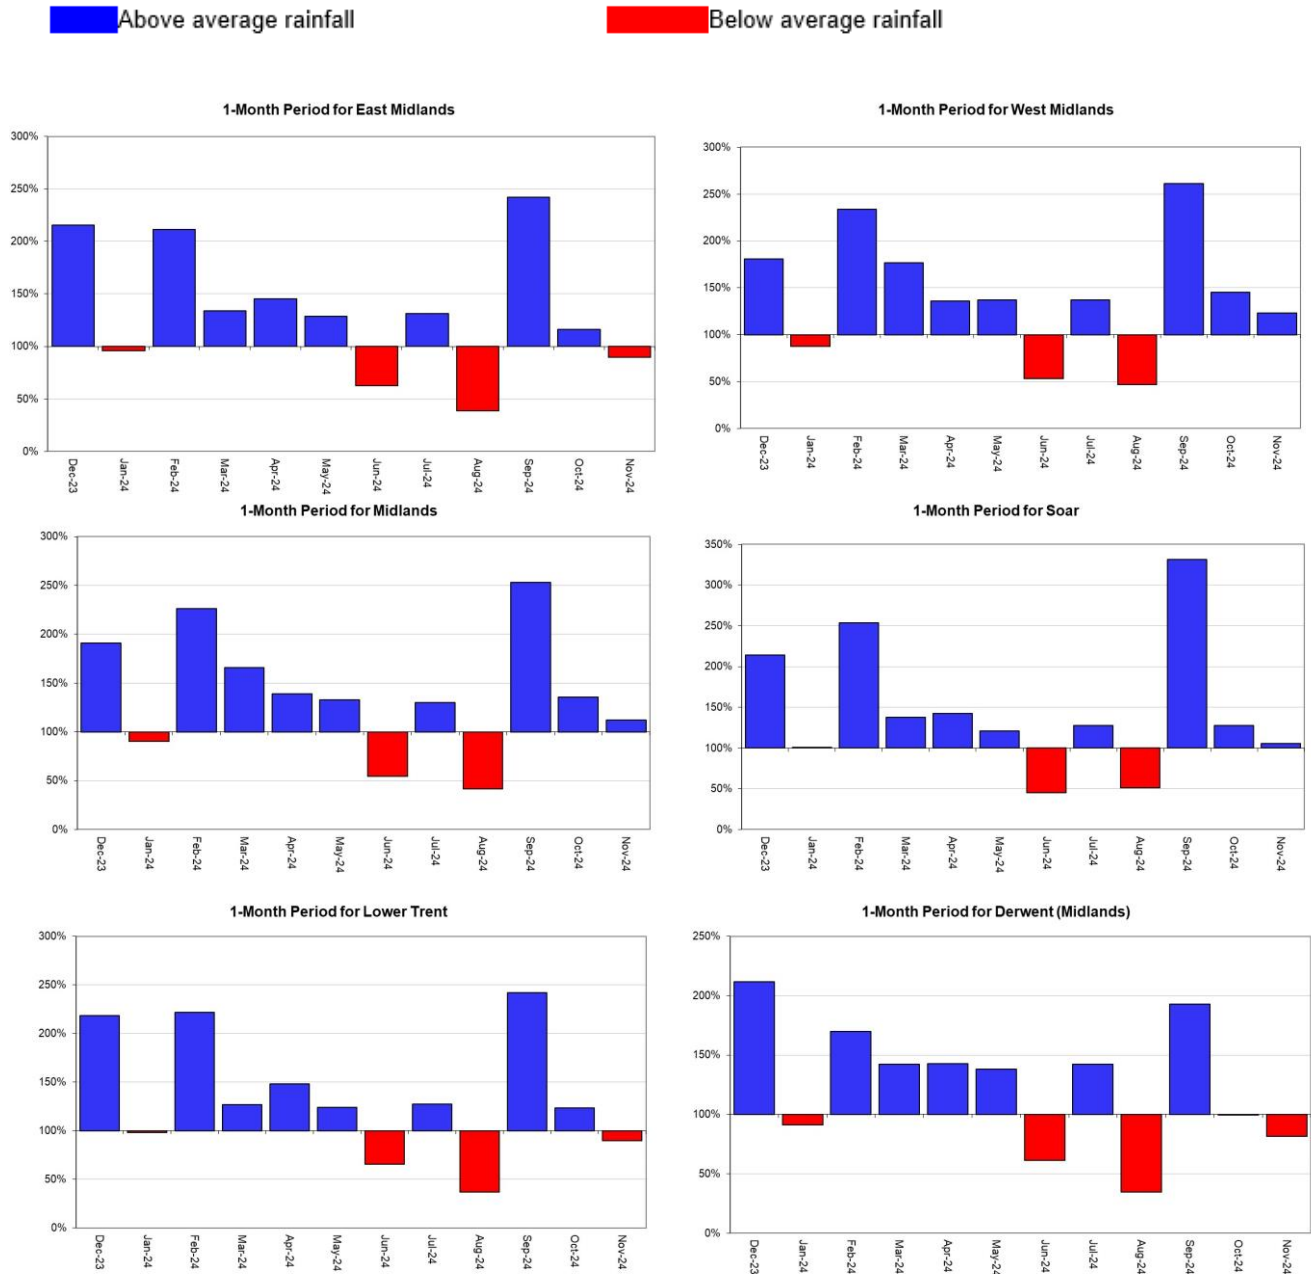 Above average rainfall
Below average rainfall
1-Month Period for East Midlands
300%
250%
200%
150%
100%
50%
0%
Dec-23
Jan-24
Feb-24
Mar-24
Apr-24
May-24
Jun-24
Jul-24
Aug-24
Sep-24
Oct-24
Nov-24
1-Month Period for West Midlands
300%
250%
200%
150%
100%
50%
0%
Dec-23
Jan-24
Feb-24
Mar-24
Apr-24
May-24
Jun-24
Jul-24
Aug-24
Sep-24
Oct-24
Nov-24
1-Month Period for Midlands
300%
250%
200%
150%
100%
50%
0%
Dec-23
Jan-24
Feb-24
Mar-24
Apr-24
May-24
Jun-24
Jul-24
Aug-24
Sep-24
Oct-24
Nov-24
1-Month Period for Soar
350%
300%
250%
200%
150%
100%
50%
0%
Dec-23
Jan-24
Feb-24
Mar-24
Apr-24
May-24
Jun-24
Jul-24
Aug-24
Sep-24
Oct-24
Nov-24
1-Month Period for Lower Trent
300%
250%
200%
150%
100%
50%
0%
Dec-23
Jan-24
Feb-24
Mar-24
Apr-24
May-24
Jun-24
Jul-24
Aug-24
Sep-24
Oct-24
Nov-24
1-Month Period for Derwent (Midlands)
250%
200%
150%
100%
50%
0%
Dec-23
Jan-24
Feb-24
Mar-24
Apr-24
May-24
Jun-24
Jul-24
Aug-24
Sep-24
Oct-24
Nov-24